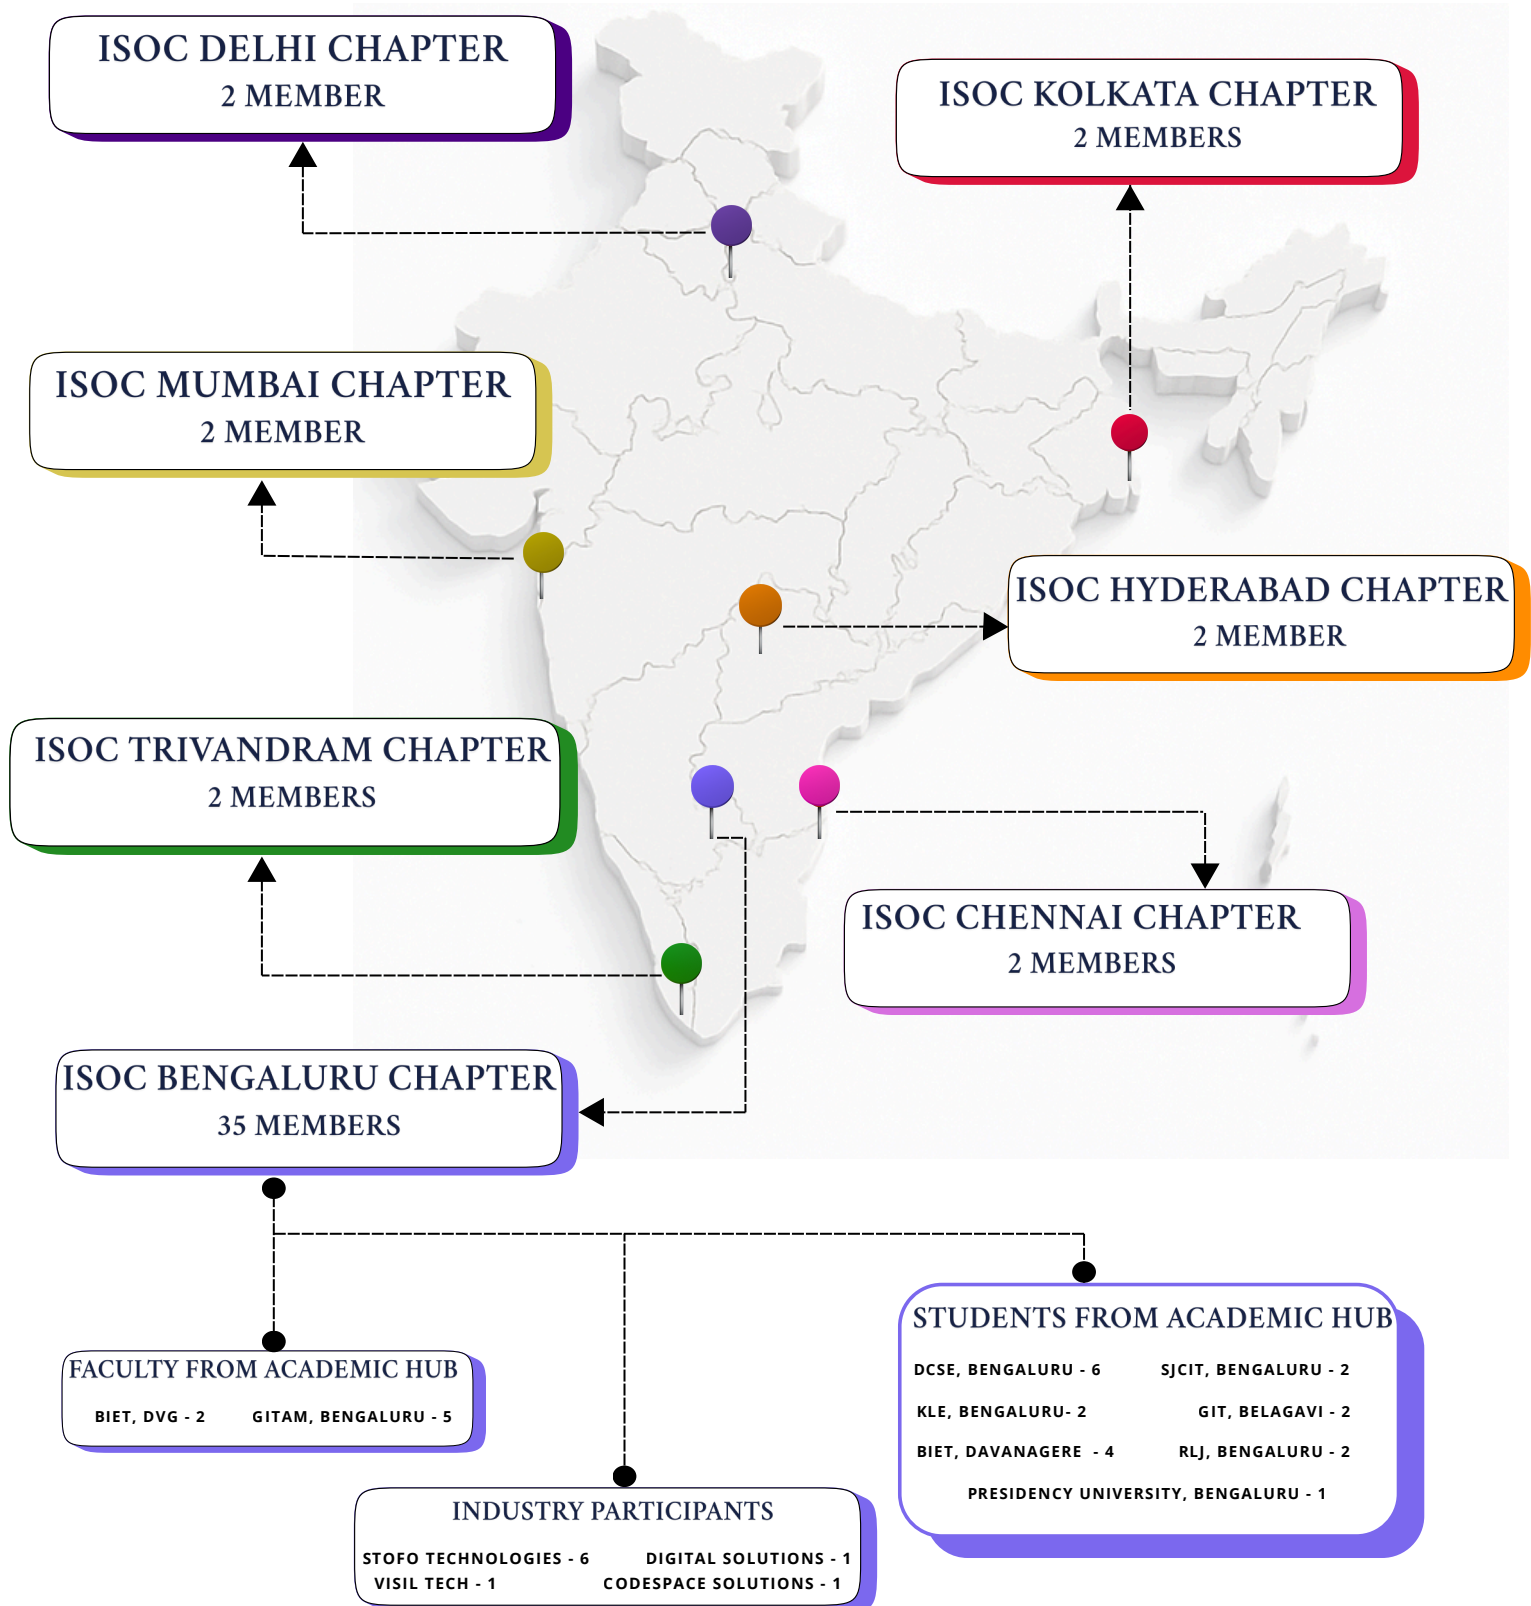 ISOC DELHI CHAPTER
2 MEMBER
ISOC KOLKATA CHAPTER
2 MEMBERS
ISOC MUMBAI CHAPTER
2 MEMBER
ISOC HYDERABAD CHAPTER
2 MEMBER
ISOC TRIVANDRAM CHAPTER
2 MEMBERS
ISOC CHENNAI CHAPTER
2 MEMBERS
ISOC BENGALURU CHAPTER
35 MEMBERS
FACULTY FROM ACADEMIC HUB
BIET, DVG - 2 GITAM, BENGALURU - 5
INDUSTRY PARTICIPANTS
STOFO TECHNOLOGIES - 6 DIGITAL SOLUTIONS - 1
VISIL TECH - 1 CODESPACE SOLUTIONS - 1
STUDENTS FROM ACADEMIC HUB
DCSE, BENGALURU - 6 SJCIT, BENGALURU - 2
KLE, BENGALURU- 2 GIT, BELAGAVI - 2
BIET, DAVANAGERE - 4 RLJ, BENGALURU - 2
PRESIDENCY UNIVERSITY, BENGALURU - 1